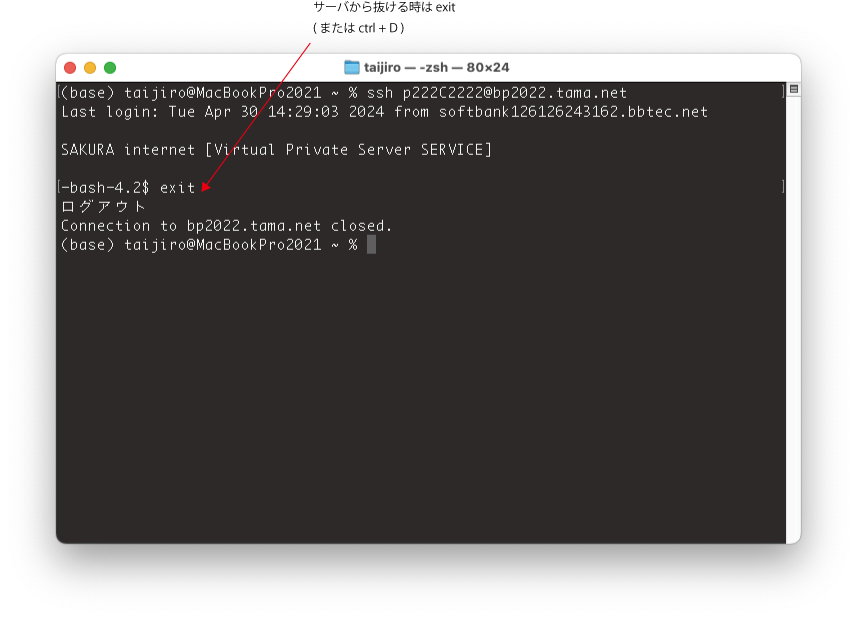 サーバから抜ける時は exit
( または ctrl + D )
taijiro — -zsh — 80×24
(base) taijiro@MacBookPro2021 ~ % ssh p222C2222@bp2022.tama.net
Last login: Tue Apr 30 14:29:03 2024 from softbank126126243162.bbtec.net
SAKURA internet [Virtual Private Server SERVICE]
-bash-4.2$ exit
ログアウト
Connection to bp2022.tama.net closed.
(base) taijiro@MacBookPro2021 ~ %